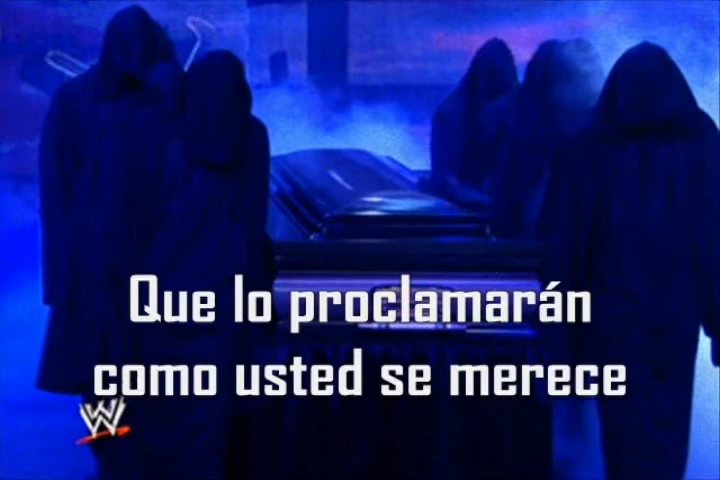 Que lo proclamarán
como usted se merece
W